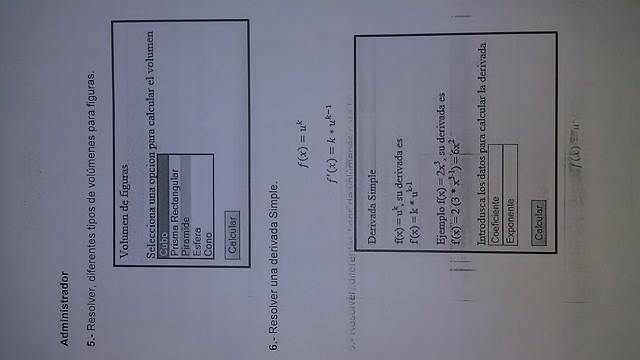 Administrador
5.- Resolver, diferentes tipos de volúmenes para figuras.
Volumen de figuras
Selecciona una opcion para calcular el volumen
Cubo
Prisma Rectangular
Piramide
Esfera
Cono
Calcular
6.- Resolver una derivada Simple.
f(x) = u^k
f'(x) = k * u^{k-1}
Derivada Simple
f(x) = u^k, su derivada es
f(x) = k * u^{k-1}
Ejemplo f(x) = 2x^3, su derivada es
f(x) = 2 (3 * x^{3-1}) = 6x^2
Introdusca los datos para calcular la derivada
Coeficiente
Exponente
Calcular